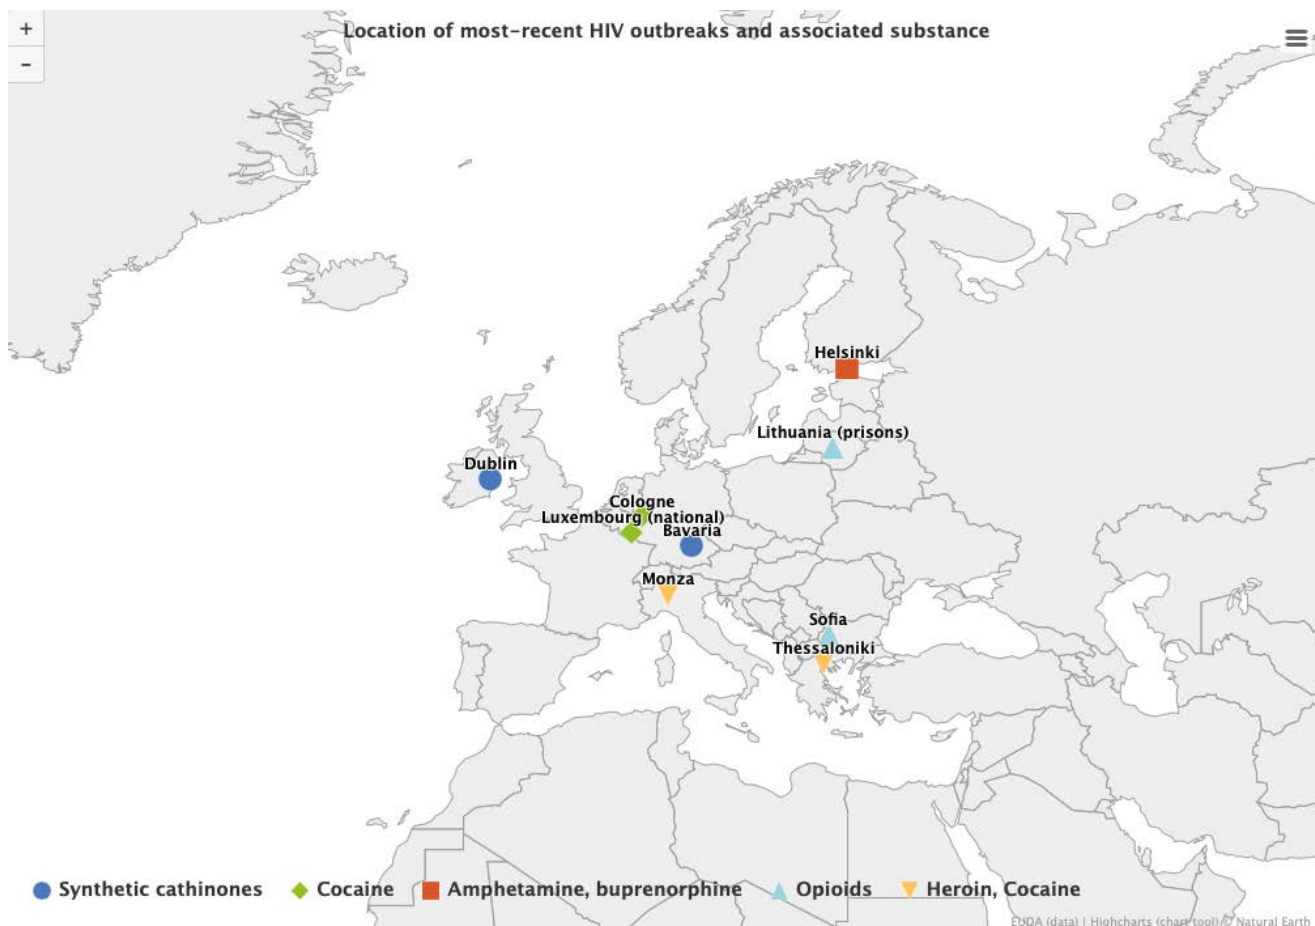 +
Location of most-recent HIV outbreaks and associated substance
-
Helsinki
Lithuania (prisons)
Dublin
Cologne
Luxembourg (national)
Bavaria
Monza
Sofia
Thessaloniki
Synthetic cathinones
Cocaine
Amphetamine, buprenorphine
Opioids
Heroin, Cocaine
EUDA (data) | Highcharts (chart tool) © Natural Earth